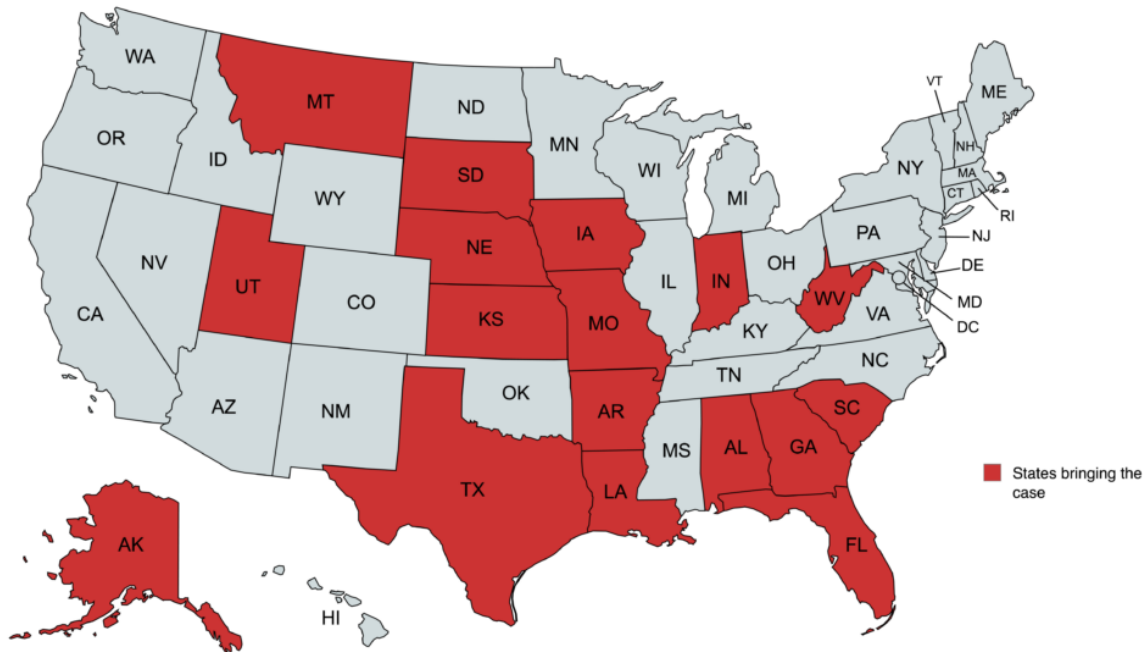 WA
MT
ND
MN
VT
ME
OR
ID
SD
WI
NY
NH
MA
CT
RI
WY
MI
NE
IA
PA
NJ
NV
UT
CO
IL
IN
OH
DE
CA
KS
MO
WV
VA
MD
KY
DC
AZ
NM
OK
TN
NC
AR
SC
MS
AL
GA
TX
LA
States bringing the
case
AK
FL
HI